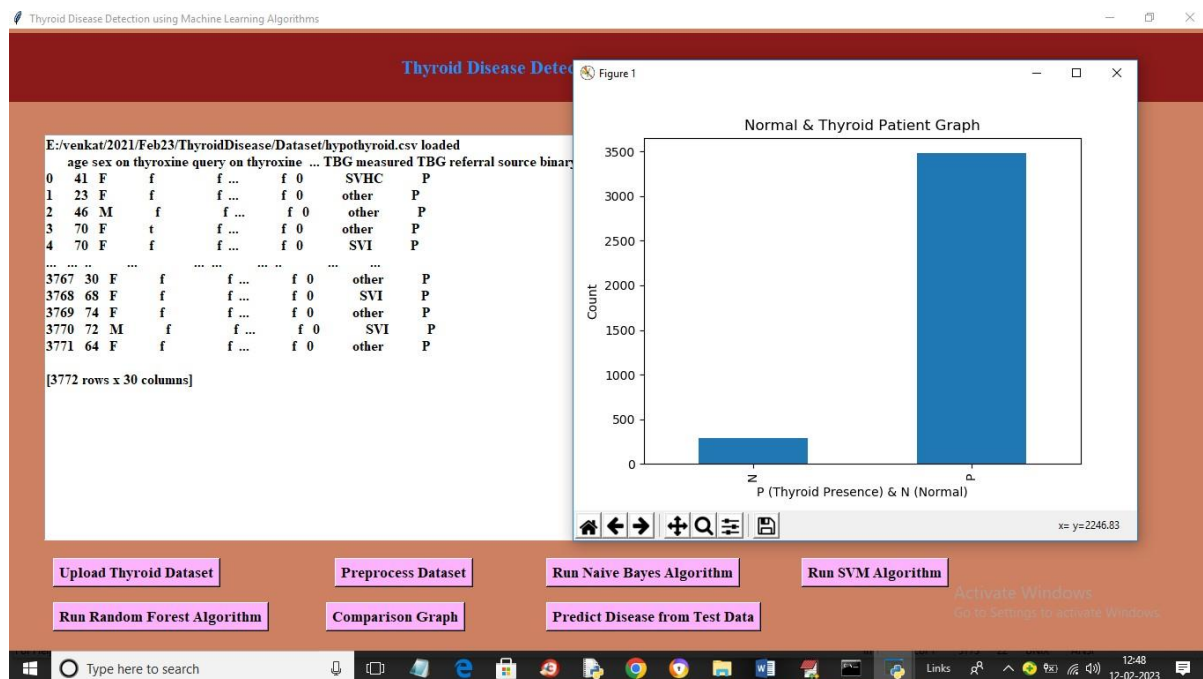 Thyroid Disease Detection using Machine Learning Algorithms
Thyroid Disease
E:/venkat/2021/Feb23/ThyroidDisease/Dataset/hypothyroid.csv loaded
age sex on thyroxine query on thyroxine ... TBG measured TBG referral source
0 41 F f f ... f 0 SVHC P
1 23 F f f ... f 0 other P
2 46 M f f ... f 0 other P
3 70 F t f ... f 0 other P
4 70 F f f ... f 0 SVI P
... ... .. ... ... ... ... .. ... ...
3767 30 F f f ... f 0 other P
3768 68 F f f ... f 0 SVI P
3769 74 F f f ... f 0 other P
3770 72 M f f ... f 0 SVI P
3771 64 F f f ... f 0 other P
[3772 rows x 30 columns]
Figure 1
Normal & Thyroid Patient Graph
3500
3000
2500
2000
1500
1000
500
0
Count
N
P
P (Thyroid Presence) & N (Normal)
x= y=2246.83
Upload Thyroid Dataset
Preprocess Dataset
Run Naive Bayes Algorithm
Run SVM Algorithm
Run Random Forest Algorithm
Comparison Graph
Predict Disease from Test Data
Activate Windows
Go to Settings to activate Windows.
Type here to search
Links
12:48
12-02-2023